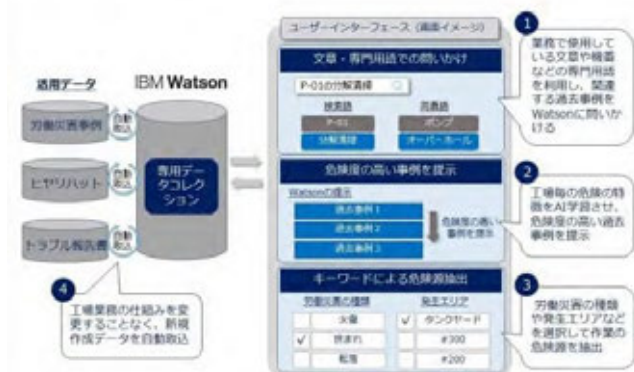 ユーザーインターフェース（画面イメージ）
1
文章・専門用語での問いかけ
業務で使用して
いる文章や機器
などの専門用語
を利用し、関連
する過去事例を
Watsonに問いか
ける
活用データ
IBM Watson
P-01の分解清掃
検索語
同義語
P-01
ポンプ
分解清掃
オーバーホール
労働災害事例
自動
取込
専用デー
タコレク
ション
ヒヤリハット
自動
取込
トラブル報告書
自動
取込
危険度の高い事例を提示
Watsonの提示
過去事例1
過去事例2
過去事例3
危険度の高い
事例を提示
2
工場毎の危険の特
徴をAI学習させ、
危険度の高い過去
事例を提示
4
工場業務の仕組みを変
更することなく、新規
作成データを自動取込
キーワードによる危険源抽出
労働災害の種類
発生エリア
火傷
✓ タンクヤード
✓ 挟まれ
#300
転落
#200
3
労働災害の種類
や発生エリアなど
を選択して作業の
危険源を抽出